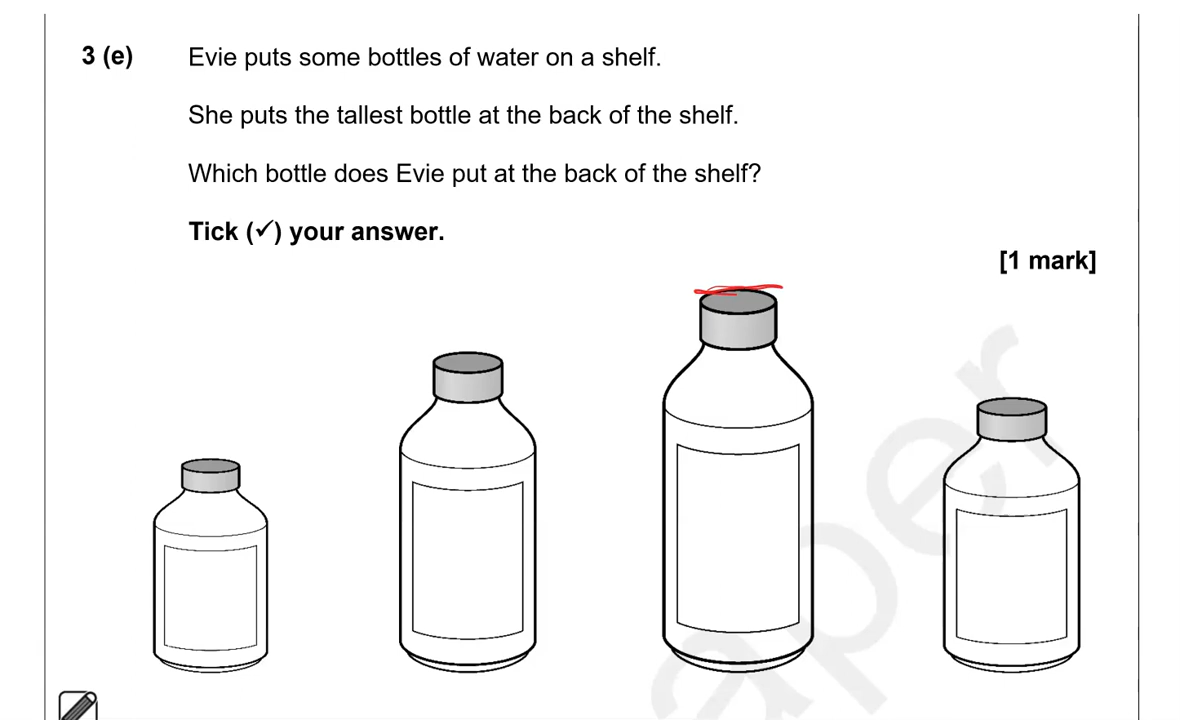 3 (e) Evie puts some bottles of water on a shelf.
She puts the tallest bottle at the back of the shelf.
Which bottle does Evie put at the back of the shelf?
Tick (✓) your answer.
[1 mark]
aper